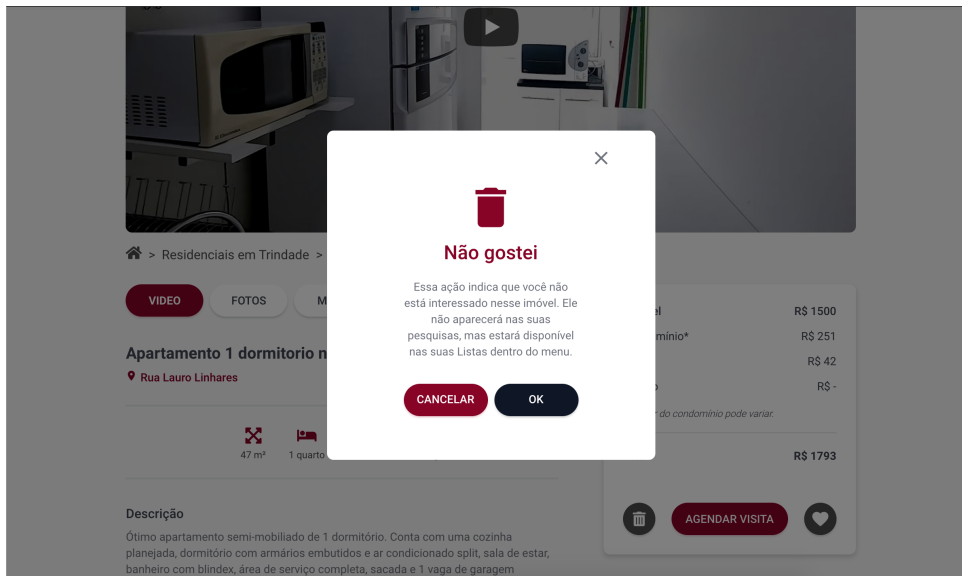 > Residenciais em Trindade >
VIDEO
FOTOS
M
Apartamento 1 dormitorio n
Rua Lauro Linhares
47 m²
1 quarto
Descrição
Ótimo apartamento semi-mobiliado de 1 dormitório. Conta com uma cozinha
planejada, dormitório com armários embutidos e ar condicionado split, sala de estar,
banheiro com blindex, área de serviço completa, sacada e 1 vaga de garagem
Não gostei
Essa ação indica que você não
está interessado nesse imóvel. Ele
não aparecerá nas suas
pesquisas, mas estará disponível
nas suas Listas dentro do menu.
CANCELAR
OK
el R$ 1500
mínio* R$ 251
R$ 42
o R$ -
do condomínio pode variar.
R$ 1793
AGENDAR VISITA